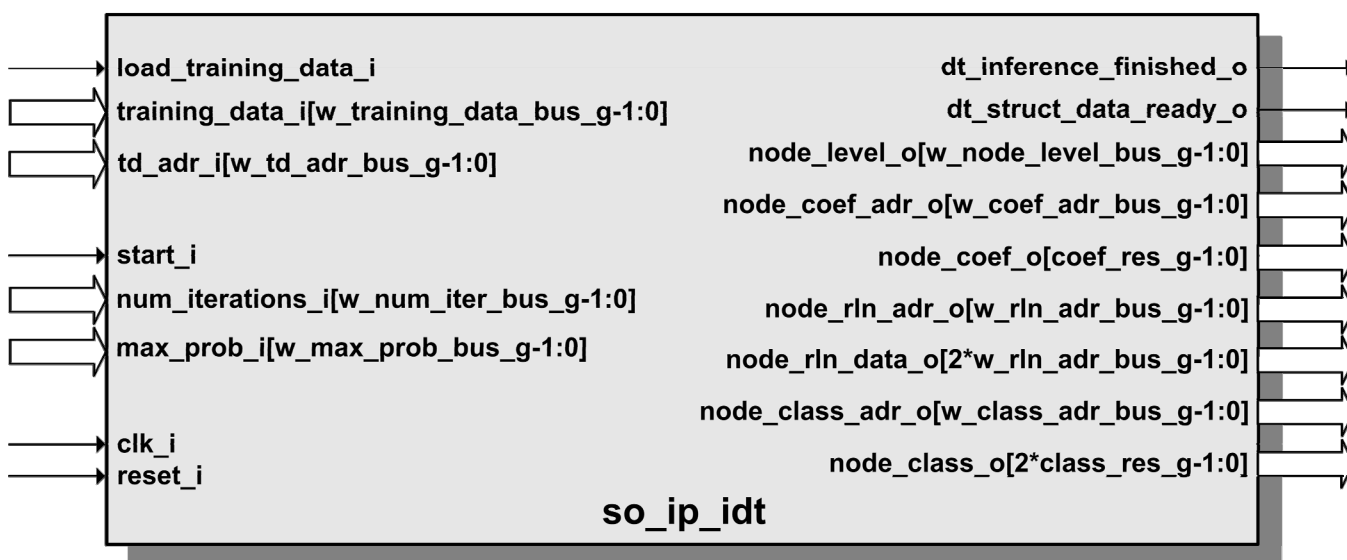 load_training_data_i
training_data_i[w_training_data_bus_g-1:0]
td_adr_i[w_td_adr_bus_g-1:0]
start_i
num_iterations_i[w_num_iter_bus_g-1:0]
max_prob_i[w_max_prob_bus_g-1:0]
clk_i
reset_i
dt_inference_finished_o
dt_struct_data_ready_o
node_level_o[w_node_level_bus_g-1:0]
node_coef_adr_o[w_coef_adr_bus_g-1:0]
node_coef_o[coef_res_g-1:0]
node_rln_adr_o[w_rln_adr_bus_g-1:0]
node_rln_data_o[2*w_rln_adr_bus_g-1:0]
node_class_adr_o[w_class_adr_bus_g-1:0]
node_class_o[2*class_res_g-1:0]
so_ip_idt